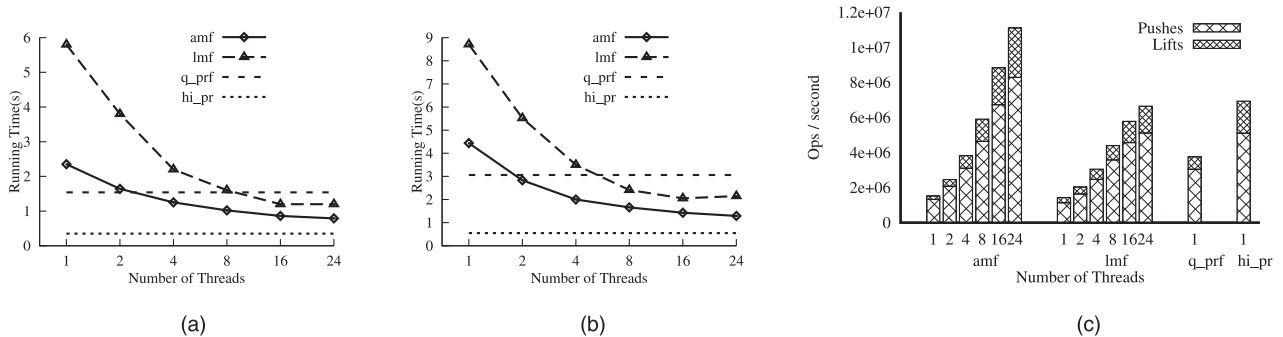 6
5
4
3
2
1
0
Running Time(s)
amf
lmf
q_prf
hi_pr
1 2 4 8 16 24
Number of Threads
(a)
9
8
7
6
5
4
3
2
1
0
Running Time(s)
amf
lmf
q_prf
hi_pr
1 2 4 8 16 24
Number of Threads
(b)
1.2e+07
1e+07
8e+06
6e+06
4e+06
2e+06
0
Ops / second
Pushes
Lifts
1 2 4 8 1624 1 2 4 8 1624 1 1
amf lmf q_prf hi_pr
Number of Threads
(c)